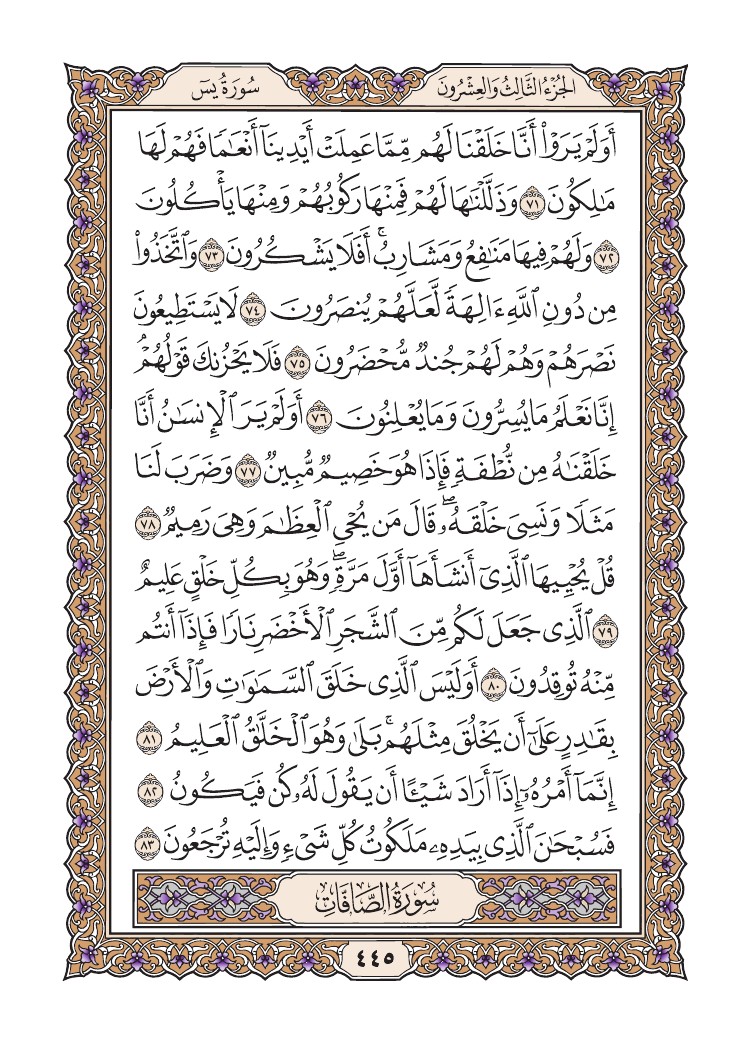 الجُزْءُ الثَّالِثُ وَالعِشْرُونَ
سُورَةُ يسٓ
أَوَلَمْ يَرَوْا۟ أَنَّا خَلَقْنَا لَهُم مِّمَّا عَمِلَتْ أَيْدِينَآ أَنْعَٰمًا فَهُمْ لَهَا
مَٰلِكُونَ ٧١ وَذَلَّلْنَٰهَا لَهُمْ فَمِنْهَا رَكُوبُهُمْ وَمِنْهَا يَأْكُلُونَ
٧٢ وَلَهُمْ فِيهَا مَنَٰفِعُ وَمَشَارِبُ ۚ أَفَلَا يَشْكُرُونَ ٧٣ وَٱتَّخَذُوا۟
مِن دُونِ ٱللَّهِ ءَالِهَةً لَّعَلَّهُمْ يُنصَرُونَ ٧٤ لَا يَسْتَطِيعُونَ
نَصْرَهُمْ وَهُمْ لَهُمْ جُندٌ مُّحْضَرُونَ ٧٥ فَلَا يَحْزُنكَ قَوْلُهُمْ ۘ
إِنَّا نَعْلَمُ مَا يُسِرُّونَ وَمَا يُعْلِنُونَ ٧٦ أَوَلَمْ يَرَ ٱلْإِنسَٰنُ أَنَّا
خَلَقْنَٰهُ مِن نُّطْفَةٍ فَإِذَا هُوَ خَصِيمٌ مُّبِينٌ ٧٧ وَضَرَبَ لَنَا
مَثَلًا وَنَسِىَ خَلْقَهُۥ ۖ قَالَ مَن يُحْىِ ٱلْعِظَٰمَ وَهِىَ رَمِيمٌ ٧٨
قُلْ يُحْيِيهَا ٱلَّذِىٓ أَنشَأَهَآ أَوَّلَ مَرَّةٍ ۖ وَهُوَ بِكُلِّ خَلْقٍ عَلِيمٌ
٧٩ ٱلَّذِى جَعَلَ لَكُم مِّنَ ٱلشَّجَرِ ٱلْأَخْضَرِ نَارًا فَإِذَآ أَنتُم
مِّنْهُ تُوقِدُونَ ٨٠ أَوَلَيْسَ ٱلَّذِى خَلَقَ ٱلسَّمَٰوَٰتِ وَٱلْأَرْضَ
بِقَٰدِرٍ عَلَىٰٓ أَن يَخْلُقَ مِثْلَهُم ۚ بَلَىٰ وَهُوَ ٱلْخَلَّٰقُ ٱلْعَلِيمُ ٨١
إِنَّمَآ أَمْرُهُۥٓ إِذَآ أَرَادَ شَيْـًٔا أَن يَقُولَ لَهُۥ كُن فَيَكُونُ ٨٢
فَسُبْحَٰنَ ٱلَّذِى بِيَدِهِۦ مَلَكُوتُ كُلِّ شَىْءٍ وَإِلَيْهِ تُرْجَعُونَ ٨٣
سُورَةُ الصَّافَاتِ
٤٤٥